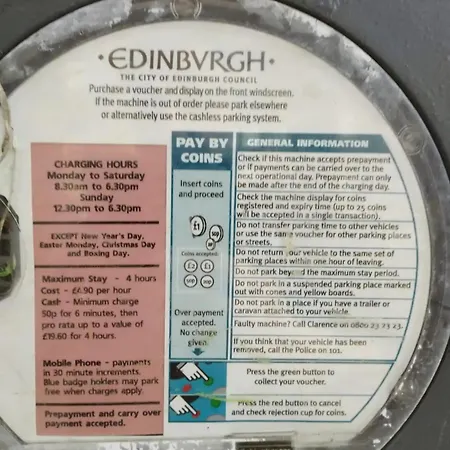 ·EDINBVRGH·
THE CITY OF EDINBURGH COUNCIL
Purchase a voucher and display on the front windscreen.
If the machine is out of order please park elsewhere
or alternatively use the cashless parking system.
CHARGING HOURS
Monday to Saturday
8.30am to 6.30pm
Sunday
12.30pm to 6.30pm
EXCEPT New Year's Day,
Easter Monday, Christmas Day
and Boxing Day.
Maximum Stay - 4 hours
Cost - £4.90 per hour
Cash - Minimum charge
50p for 6 minutes, then
pro rata up to a value of
£19.60 for 4 hours.
Mobile Phone - payments
in 30 minute increments.
Blue badge holders may park
free when charges apply.
Prepayment and carry over
payment accepted.
PAY BY
COINS
Insert coins
and proceed
£1
50p
Coins accepted:
£2 £1
50p
Over payment
accepted.
No change
given.
GENERAL INFORMATION
Check if this machine accepts prepayment
or if payments can be carried over to the
next operational day. Prepayment can only
be made after the end of the charging day.
Check the machine display for coins
registered and expiry time (up to 25 coins
will be accepted in a single transaction).
Do not transfer parking time to other vehicles
or use the same voucher for other parking places
or streets.
Do not return your vehicle to the same set of
parking places within one hour of leaving.
Do not park beyond the maximum stay period.
Do not park in a suspended parking place marked
out with cones and yellow boards.
Do not park in a place if you have a trailer or
caravan attached to your vehicle.
Faulty machine? Call Clarence on 0800 23 23 23.
If you think that your vehicle has been
removed, call the Police on 101.
Press the green button to
collect your voucher.
Press the red button to cancel
and check rejection cup for coins.